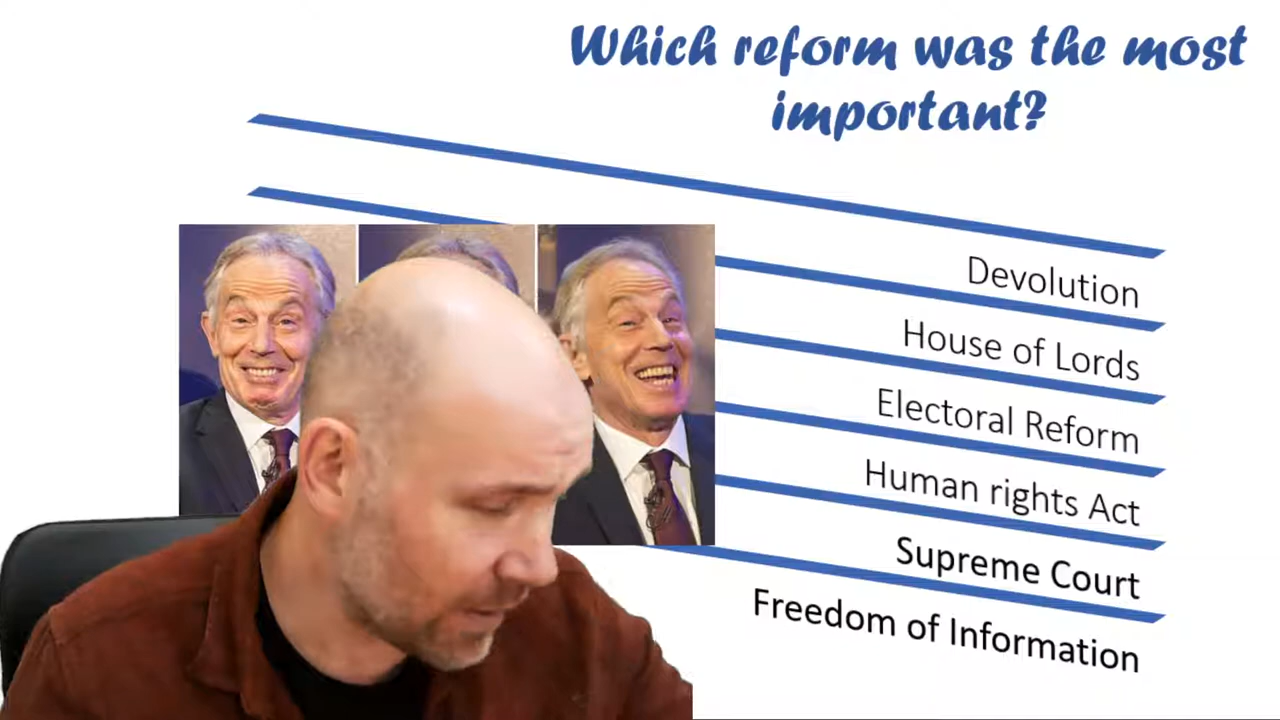 Which reform was the most
important?
Devolution
House of Lords
Electoral Reform
Human rights Act
Supreme Court
Freedom of Information